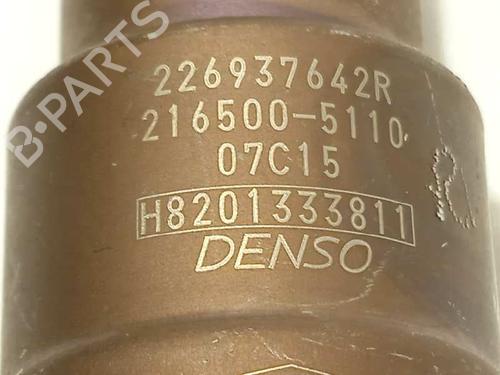 226937642R
216500-5110
07C15
H8201333811
DENSO
B-PARTS